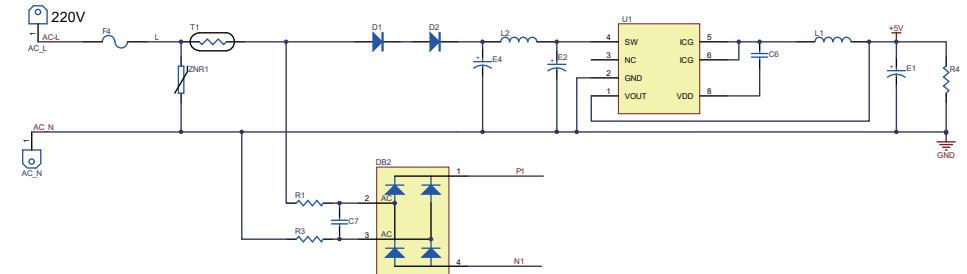 220V
1
AC-L
AC_L
F4
L
T1
ZNR1
D1
D2
E4
L2
E2
U1
4 SW
3 NC
2 GND
1 VOUT
ICG 5
ICG 6
VDD 8
C6
L1
+5V
E1
R4
GND
AC_N
1
AC_N
DB2
R1
R3
C7
2 AC
3 AC
1 P1
4 N1